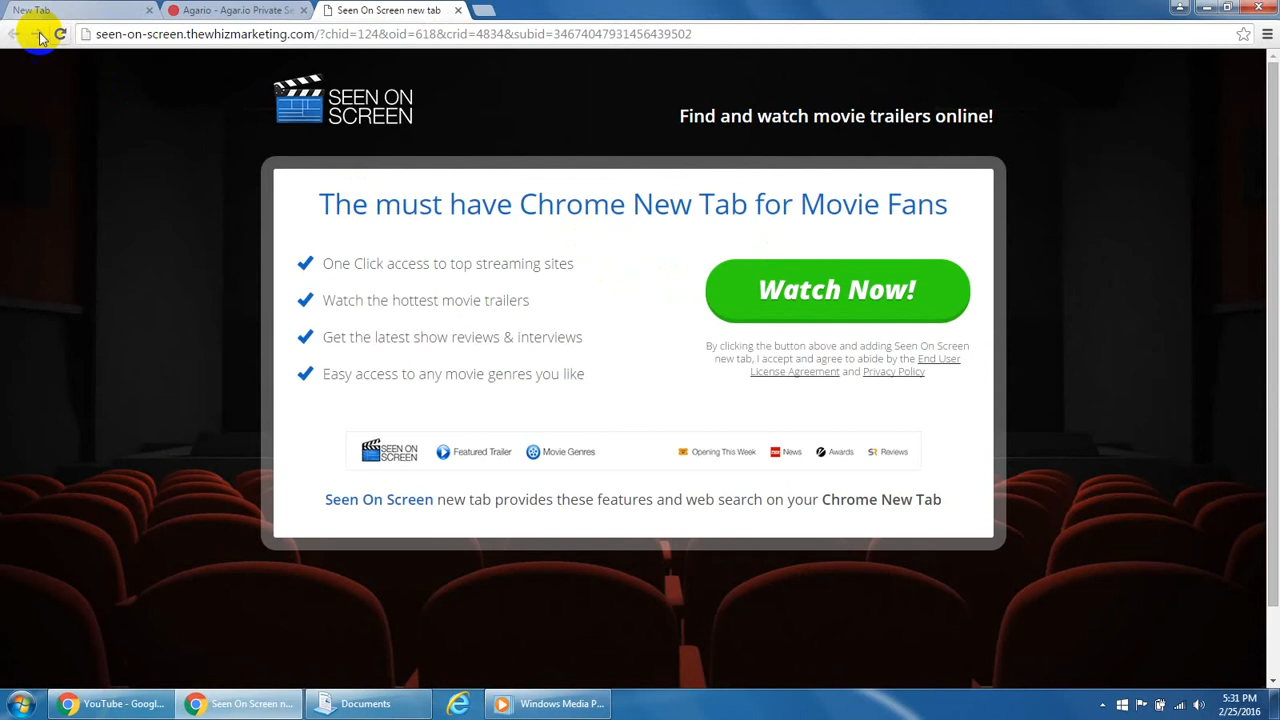 New Tab
Agario - Agar.io Private Se
Seen On Screen new tab
seen-on-screen.thewhizmarketing.com/?chid=124&oid=618&crid=4834&subid=34674047931456439502
SEEN ON
SCREEN
Find and watch movie trailers online!
The must have Chrome New Tab for Movie Fans
One Click access to top streaming sites
Watch the hottest movie trailers
Get the latest show reviews & interviews
Easy access to any movie genres you like
Watch Now!
By clicking the button above and adding Seen On Screen
new tab, I accept and agree to abide by the End User
License Agreement and Privacy Policy
SEEN ON
SCREEN
Featured Trailer
Movie Genres
Opening This Week
News
Awards
SR Reviews
Seen On Screen new tab provides these features and web search on your Chrome New Tab
YouTube - Googl...
Seen On Screen n...
Documents
Windows Media P...
5:31 PM
2/25/2016